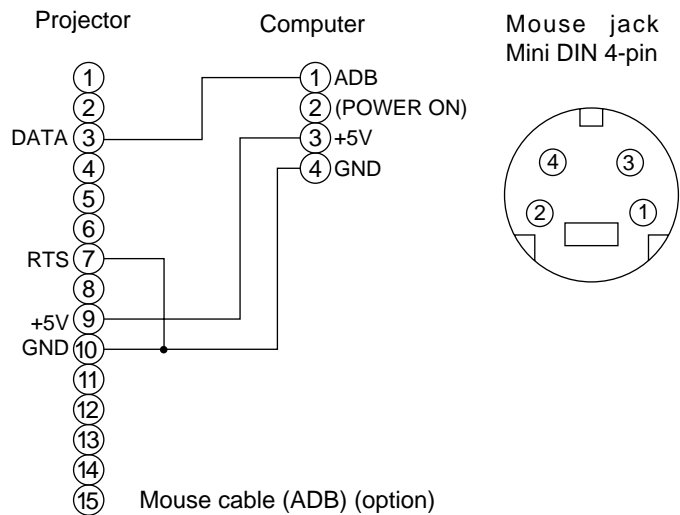 Projector
Computer
Mouse jack
Mini DIN 4-pin
1
2
DATA 3
4
5
6
RTS 7
8
+5V 9
GND 10
11
12
13
14
15
1 ADB
2 (POWER ON)
3 +5V
4 GND
4 3
2 1
Mouse cable (ADB) (option)